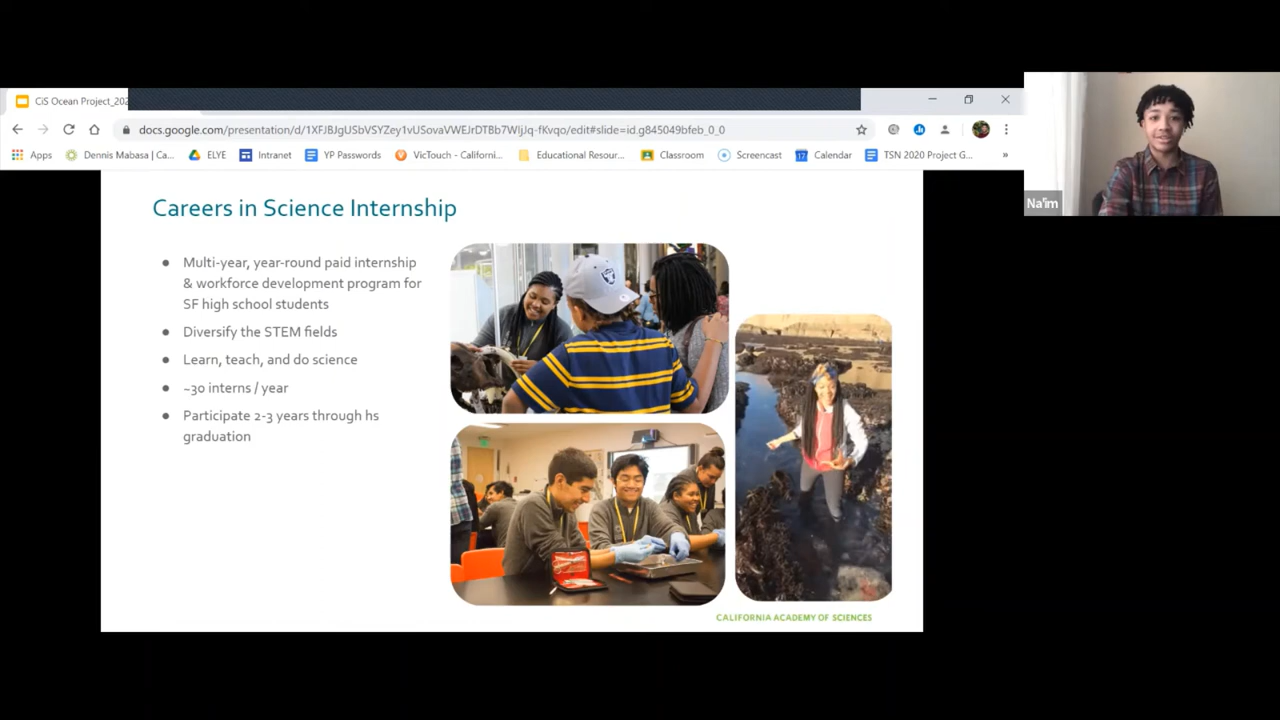 CiS Ocean Project_202
docs.google.com/presentation/d/1XFJBJgUSbVSYZey1vUSovaVWEJrDTBb7WIjJq-fKvqo/edit#slide=id.g845049bfeb_0_0
Apps Dennis Mabasa | Ca... ELYE Intranet YP Passwords VicTouch - Californi... Educational Resour... Classroom Screencast 17 Calendar TSN 2020 Project G... »
Na'im
Careers in Science Internship
● Multi-year, year-round paid internship
& workforce development program for
SF high school students
● Diversify the STEM fields
● Learn, teach, and do science
● ~30 interns / year
● Participate 2-3 years through hs
graduation
CALIFORNIA ACADEMY OF SCIENCES